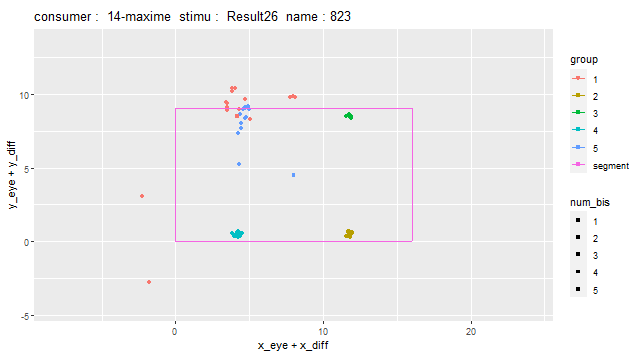 consumer :  14-maxime  stimu :  Result26  name : 823
10
5
0
-5
0
10
20
x_eye + x_diff
y_eye + y_diff
group
1
2
3
4
5
segment
num_bis
1
2
3
4
5